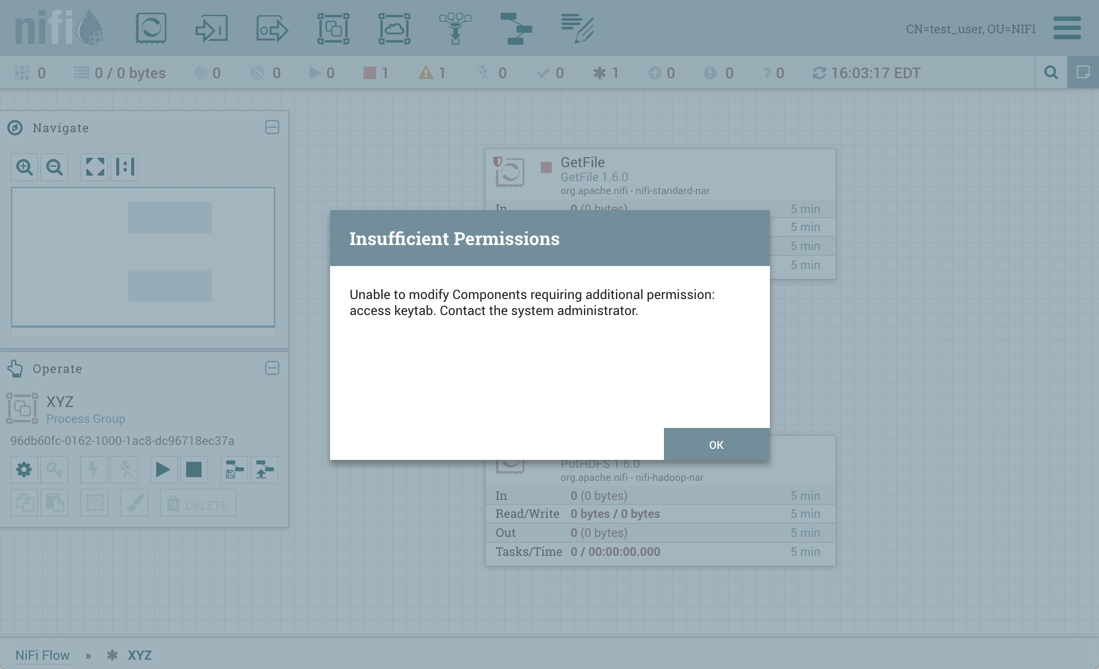 nifi
CN=test_user, OU=NIFI
0 0 / 0 bytes 0 0 0 1 1 0 0 1 0 0 ? 0 16:03:17 EDT
Navigate
Operate
XYZ
Process Group
96db60fc-0162-1000-1ac8-dc96718ec37a
DELETE
GetFile
GetFile 1.6.0
org.apache.nifi - nifi-standard-nar
In 0 (0 bytes) 5 min
5 min
5 min
5 min
Insufficient Permissions
Unable to modify Components requiring additional permission:
access keytab. Contact the system administrator.
OK
PutHDFS 1.6.0
org.apache.nifi - nifi-hadoop-nar
In 0 (0 bytes) 5 min
Read/Write 0 bytes / 0 bytes 5 min
Out 0 (0 bytes) 5 min
Tasks/Time 0 / 00:00:00.000 5 min
NiFi Flow » XYZ